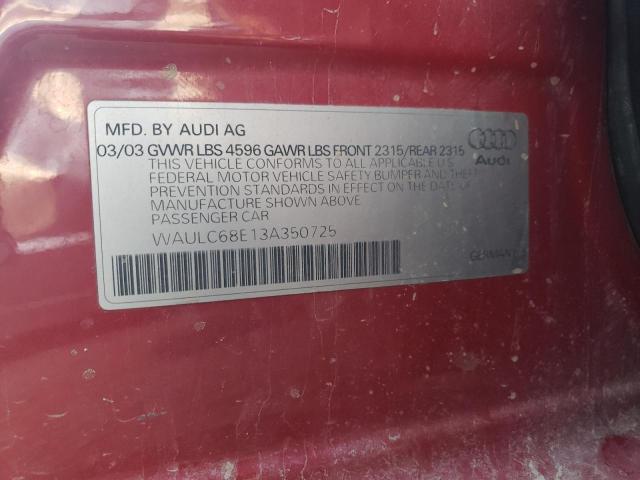 MFD. BY AUDI AG
03/03 GVWR LBS 4596 GAWR LBS FRONT 2315/REAR 2315
THIS VEHICLE CONFORMS TO ALL APPLICABLE U.S.
FEDERAL MOTOR VEHICLE SAFETY BUMPER AND THEFT
PREVENTION STANDARDS IN EFFECT ON THE DATE OF
MANUFACTURE SHOWN ABOVE.
PASSENGER CAR
Audi
WAULC68E13A350725
GERMANY